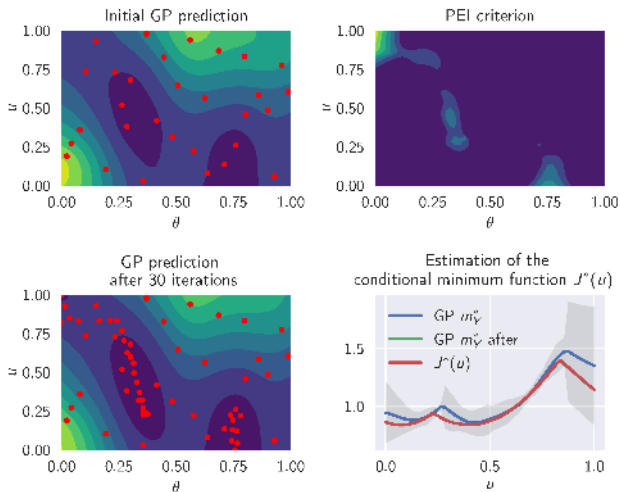 Initial GP prediction
PEI criterion
1.00
0.75
0.50
0.25
0.00
u
0.00 0.25 0.50 0.75 1.00
θ
1.00
0.75
0.50
0.25
0.00
u
0.00 0.25 0.50 0.75 1.00
θ
GP prediction
after 30 iterations
1.00
0.75
0.50
0.25
0.00
u
0.00 0.25 0.50 0.75 1.00
θ
Estimation of the
conditional minimum function J*(u)
GP m*_Y
GP m*_Y after
J*(u)
1.5
1.0
0.0 0.5 1.0
u